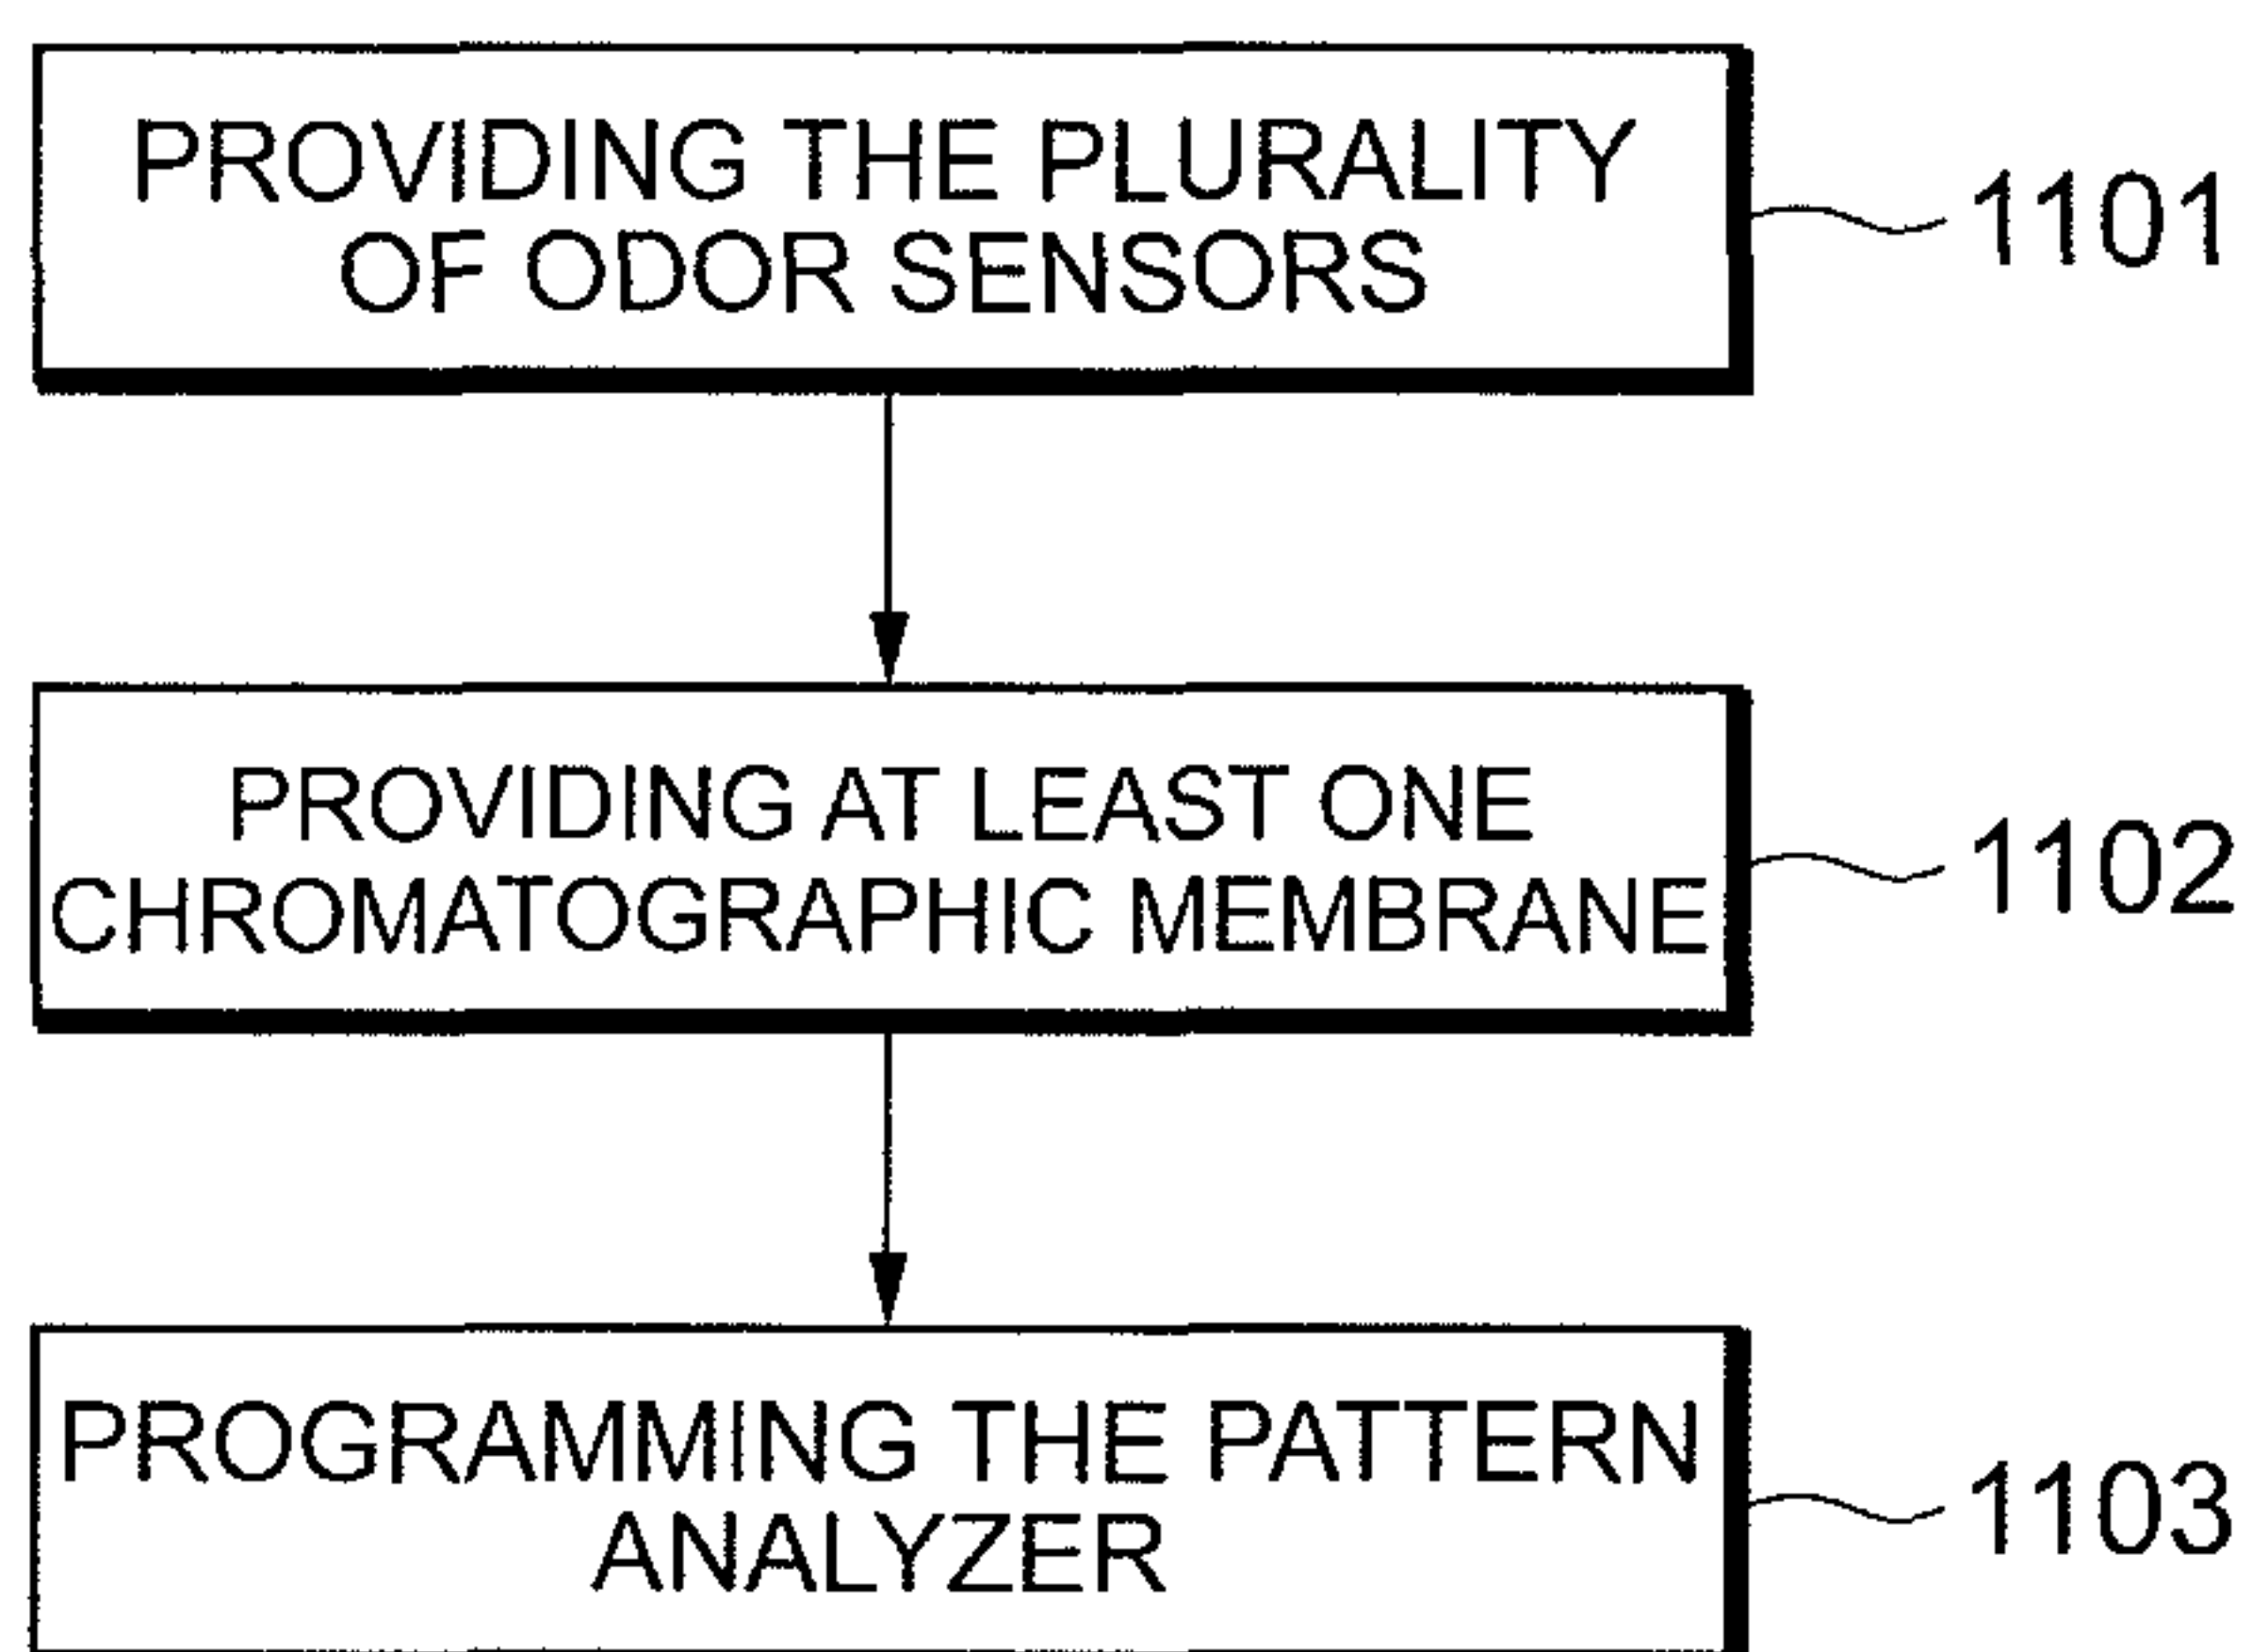 PROVIDING THE PLURALITY
OF ODOR SENSORS
1101
PROVIDING AT LEAST ONE
CHROMATOGRAPHIC MEMBRANE
1102
PROGRAMMING THE PATTERN
ANALYZER
1103